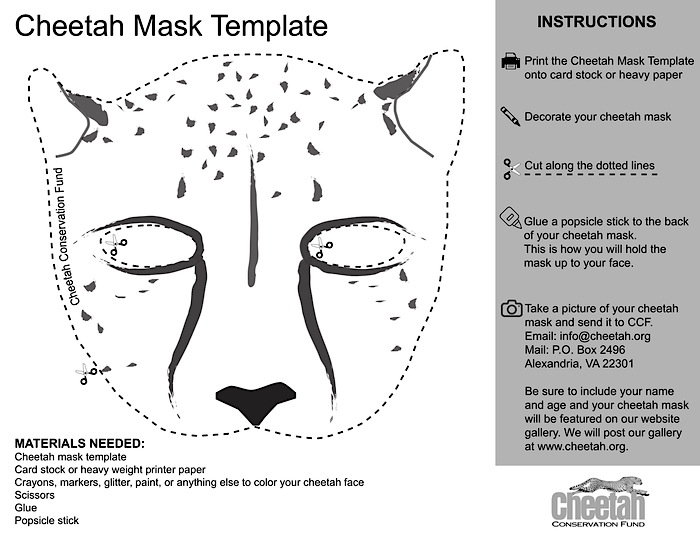 Cheetah Mask Template
Cheetah Conservation Fund
MATERIALS NEEDED:
Cheetah mask template
Card stock or heavy weight printer paper
Crayons, markers, glitter, paint, or anything else to color your cheetah face
Scissors
Glue
Popsicle stick
INSTRUCTIONS
Print the Cheetah Mask Template
onto card stock or heavy paper
Decorate your cheetah mask
Cut along the dotted lines
Glue a popsicle stick to the back
of your cheetah mask.
This is how you will hold the
mask up to your face.
Take a picture of your cheetah
mask and send it to CCF.
Email: info@cheetah.org
Mail: P.O. Box 2496
Alexandria, VA 22301
Be sure to include your name
and age and your cheetah mask
will be featured on our website
gallery. We will post our gallery
at www.cheetah.org.
Cheetah
CONSERVATION FUND